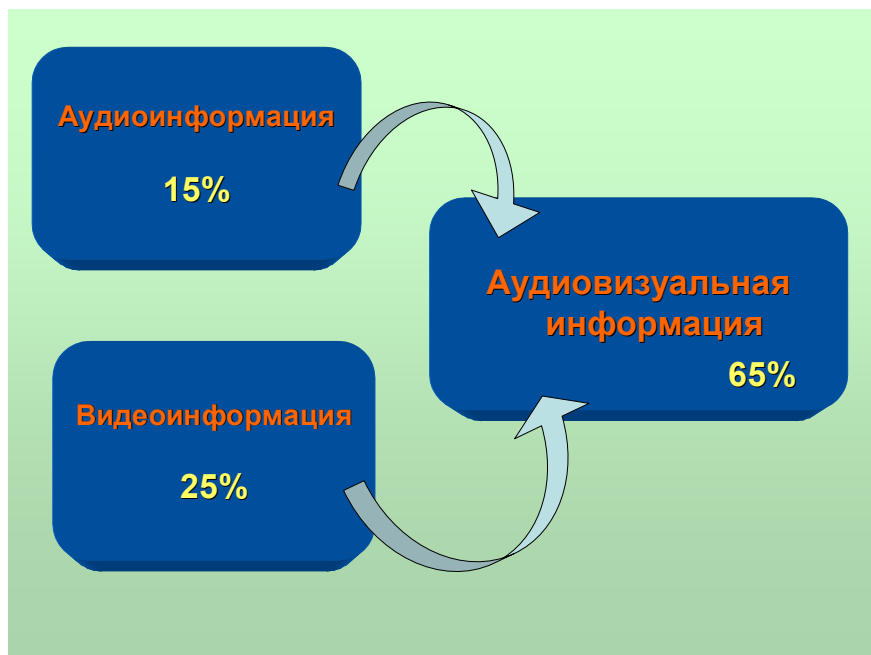 Аудиоинформация
15%
Аудиовизуальная
информация
65%
Видеоинформация
25%